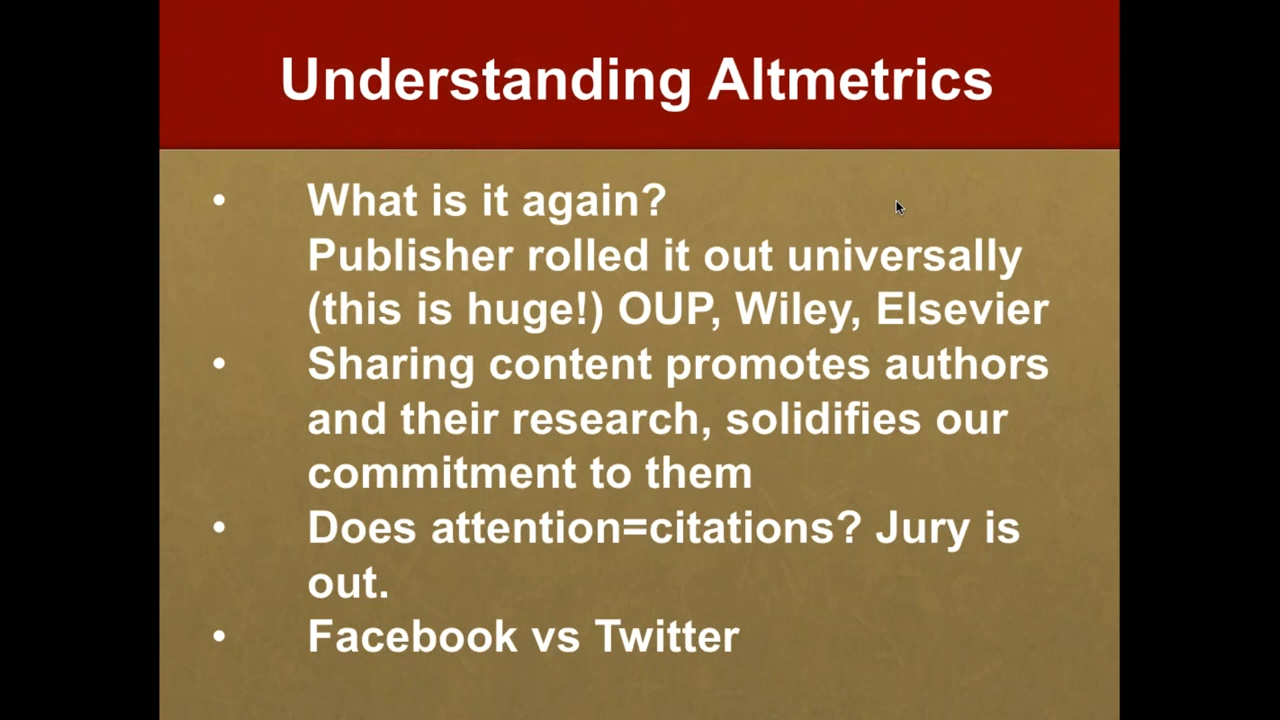 Understanding Altmetrics
• What is it again?
Publisher rolled it out universally
(this is huge!) OUP, Wiley, Elsevier
• Sharing content promotes authors
and their research, solidifies our
commitment to them
• Does attention=citations? Jury is
out.
• Facebook vs Twitter